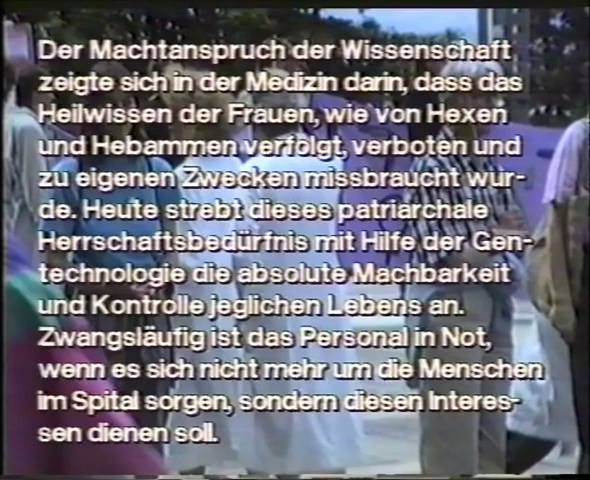 Der Machtanspruch der Wissenschaft
zeigte sich in der Medizin darin, dass das
Heilwissen der Frauen, wie von Hexen
und Hebammen verfolgt, verboten und
zu eigenen Zwecken missbraucht wur-
de. Heute strebt dieses patriarchale
Herrschaftsbedürfnis mit Hilfe der Gen-
technologie die absolute Machbarkeit
und Kontrolle jeglichen Lebens an.
Zwangsläufig ist das Personal in Not,
wenn es sich nicht mehr um die Menschen
im Spital sorgen, sondern diesen Interes-
sen dienen soll.